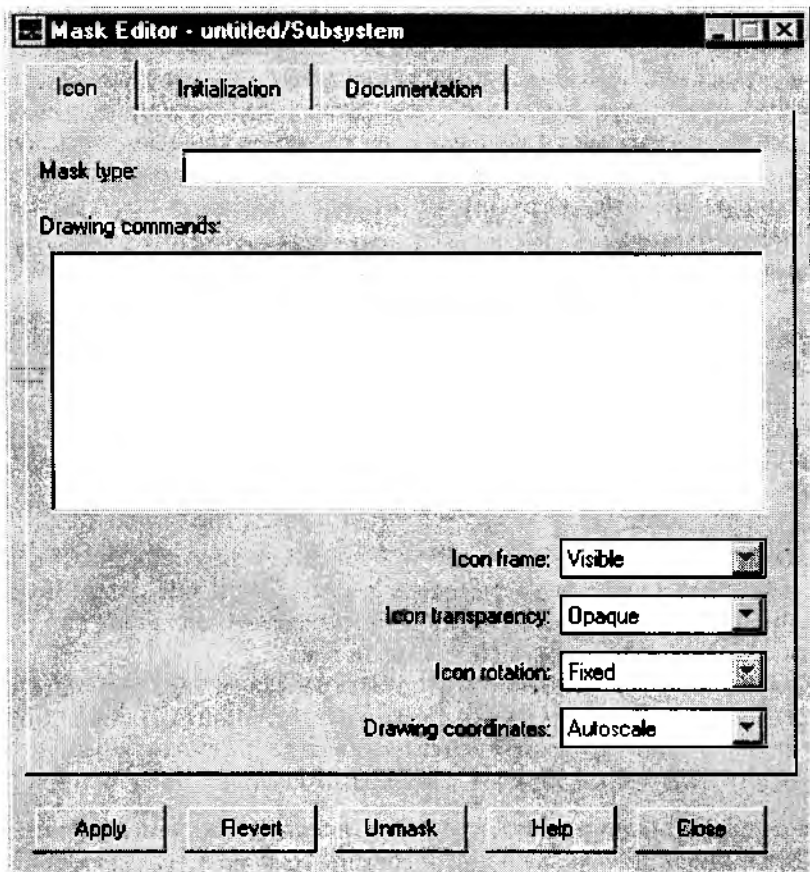 Mask Editor - untitled/Subsystem
Icon Initialization Documentation
Mask type:
Drawing commands:
Icon frame: Visible
Icon transparency: Opaque
Icon rotation: Fixed
Drawing coordinates: Autoscale
Apply Revert Unmask Help Close